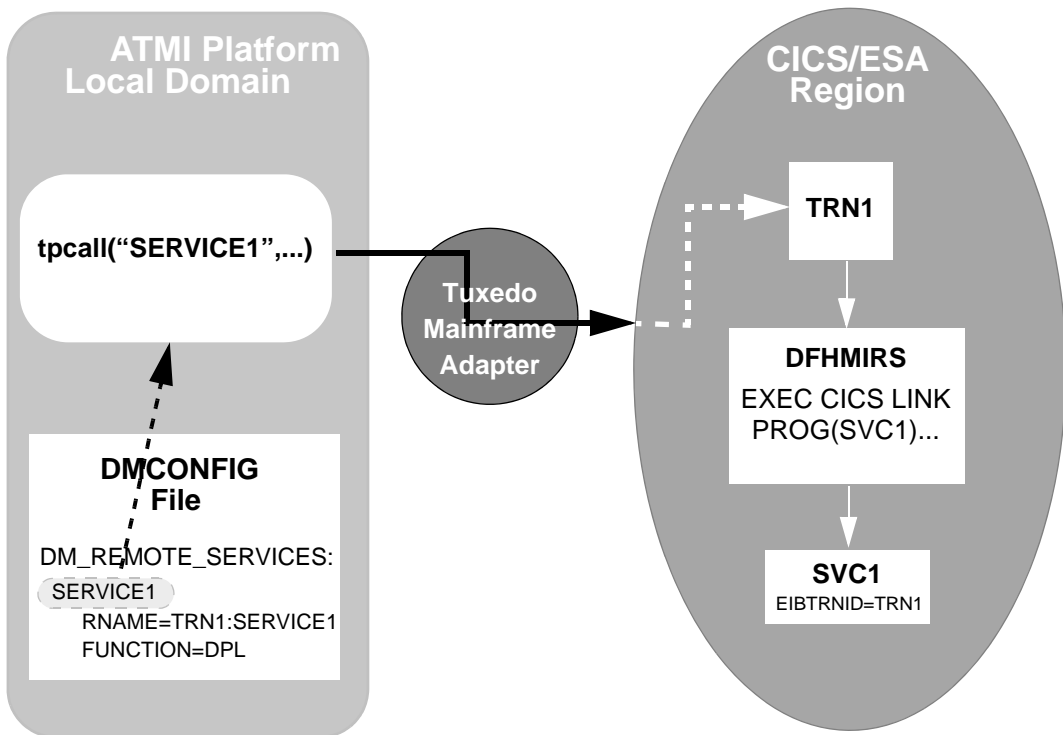 ATMI Platform
Local Domain
tpcall(“SERVICE1”,...)
DMCONFIG
File
DM_REMOTE_SERVICES:
SERVICE1
RNAME=TRN1:SERVICE1
FUNCTION=DPL
Tuxedo
Mainframe
Adapter
CICS/ESA
Region
TRN1
DFHMIRS
EXEC CICS LINK
PROG(SVC1)...
SVC1
EIBTRNID=TRN1